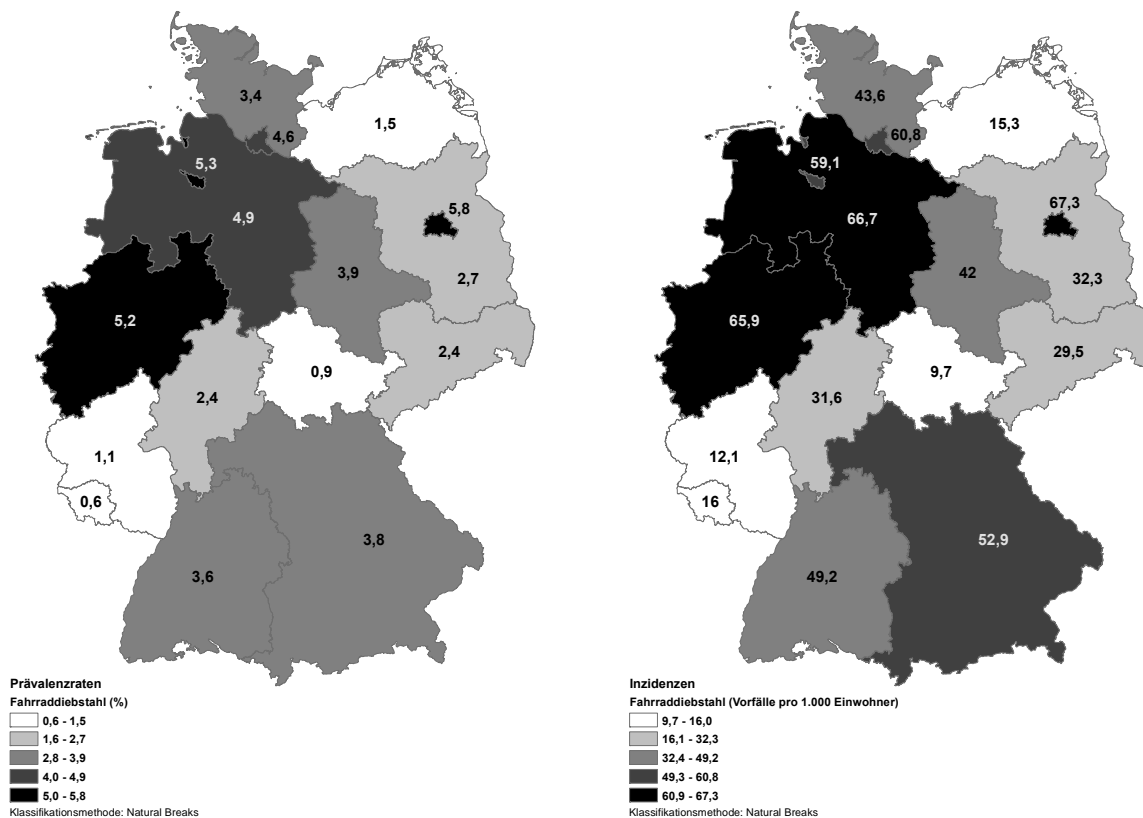 3,4
4,6
1,5
5,3
5,8
4,9
3,9
2,7
5,2
2,4
0,9
2,4
1,1
0,6
3,8
3,6
Prävalenzraten
Fahrraddiebstahl (%)
0,6 - 1,5
1,6 - 2,7
2,8 - 3,9
4,0 - 4,9
5,0 - 5,8
Klassifikationsmethode: Natural Breaks
43,6
60,8
15,3
59,1
67,3
66,7
42
32,3
65,9
29,5
9,7
31,6
12,1
16
52,9
49,2
Inzidenzen
Fahrraddiebstahl (Vorfälle pro 1.000 Einwohner)
9,7 - 16,0
16,1 - 32,3
32,4 - 49,2
49,3 - 60,8
60,9 - 67,3
Klassifikationsmethode: Natural Breaks